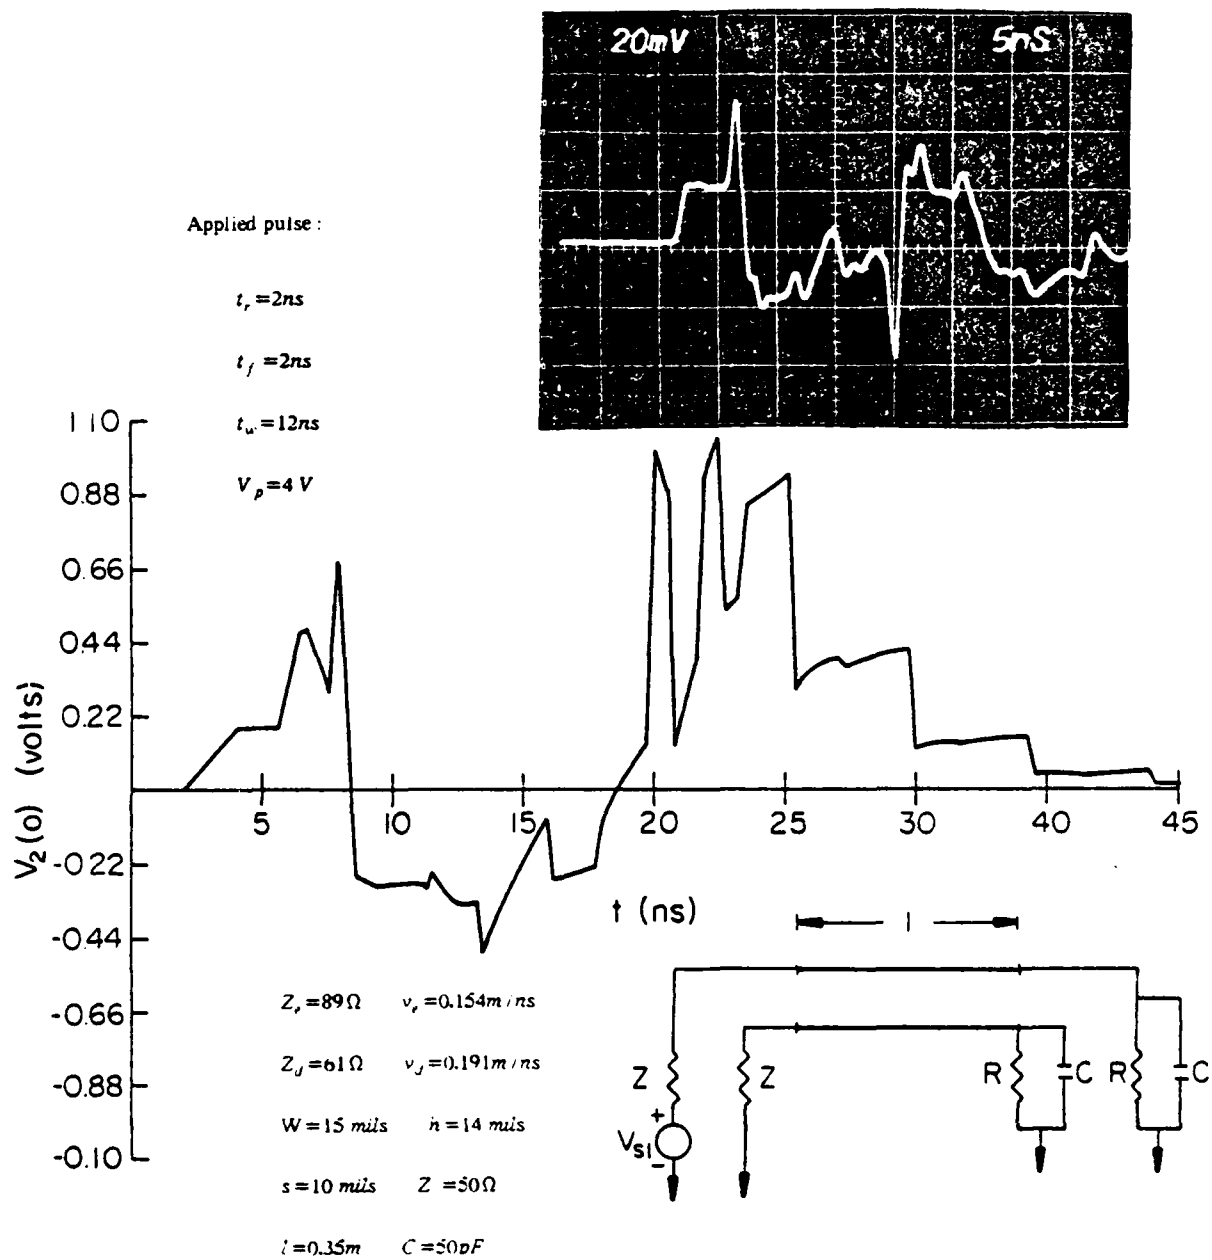 20mV 5nS
Applied pulse :
t_r =2ns
t_f =2ns
t_w =12ns
V_p =4 V
1 10
0.88
0.66
0.44
0.22
-0.22
-0.44
-0.66
-0.88
-0.10
V_2(o) (volts)
5 10 15 20 25 30 40 45
t (ns)
l
Z_e =89Ω v_e =0.154m/ns
Z_d =61Ω v_d =0.191m/ns
W =15 mils h =14 mils
s =10 mils Z =50Ω
l =0.35m C =50pF
Z Z R C R C
+
V_S1
-